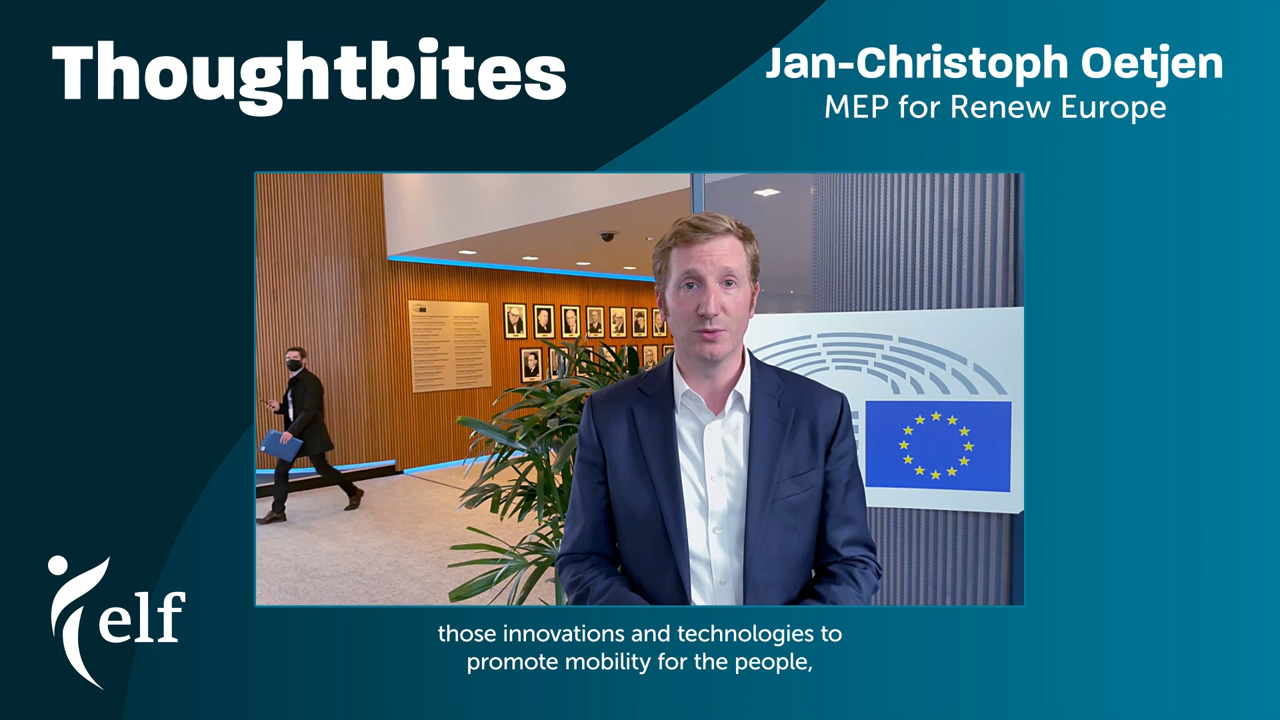 Thoughtbites
Jan-Christoph Oetjen
MEP for Renew Europe
elf
those innovations and technologies to
promote mobility for the people,